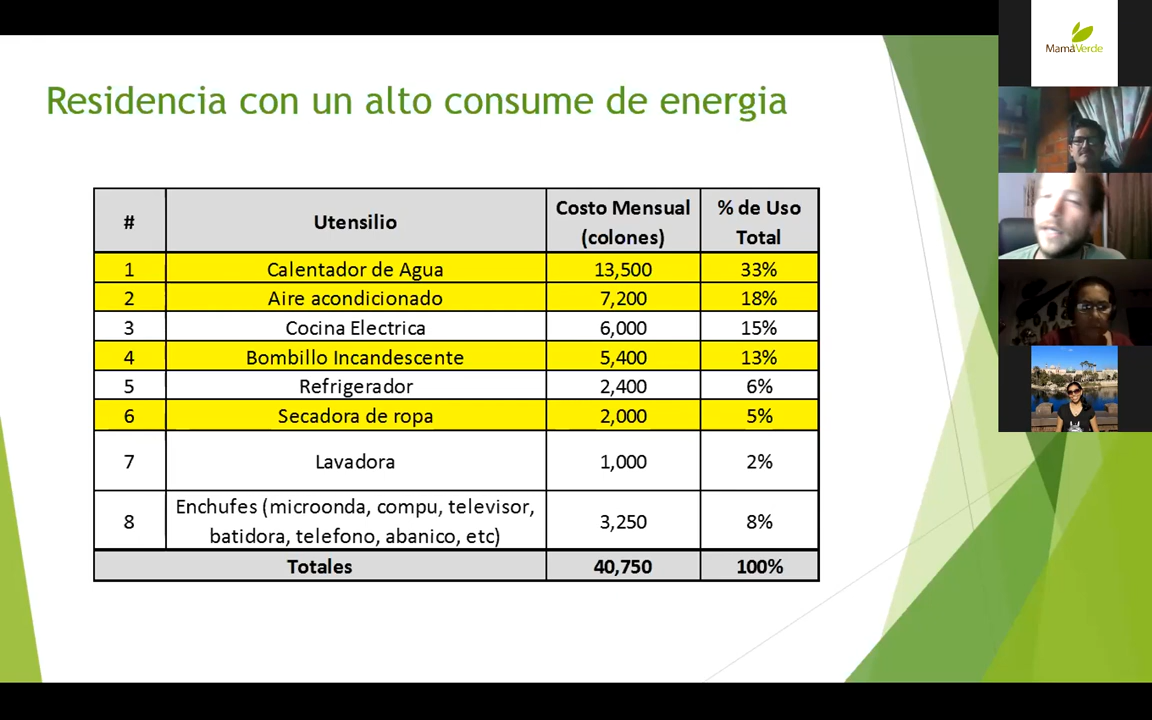 Residencia con un alto consume de energia
# Utensilio Costo Mensual (colones) % de Uso Total
1 Calentador de Agua 13,500 33%
2 Aire acondicionado 7,200 18%
3 Cocina Electrica 6,000 15%
4 Bombillo Incandescente 5,400 13%
5 Refrigerador 2,400 6%
6 Secadora de ropa 2,000 5%
7 Lavadora 1,000 2%
8 Enchufes (microonda, compu, televisor, batidora, telefono, abanico, etc) 3,250 8%
Totales 40,750 100%
MamáVerde